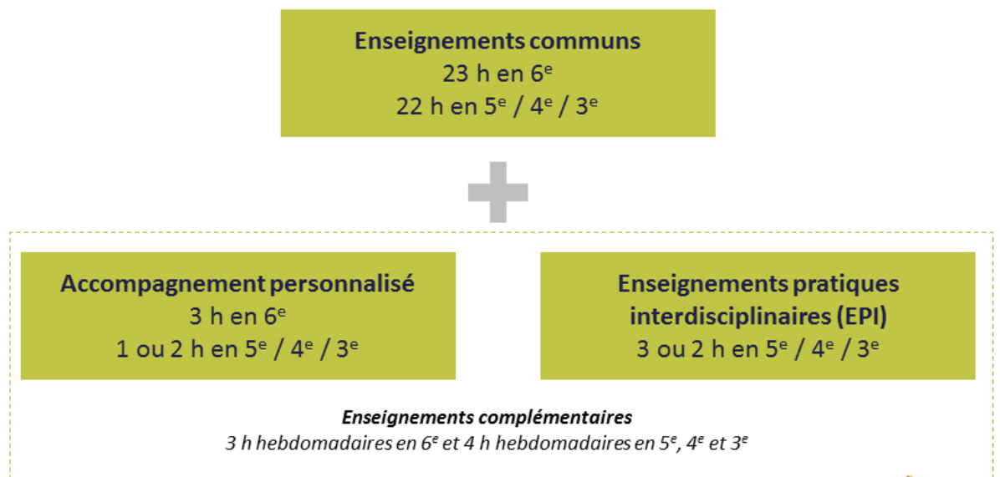 Enseignements communs
23 h en 6e
22 h en 5e / 4e / 3e
Accompagnement personnalisé
3 h en 6e
1 ou 2 h en 5e / 4e / 3e
Enseignements pratiques
interdisciplinaires (EPI)
3 ou 2 h en 5e / 4e / 3e
Enseignements complémentaires
3 h hebdomadaires en 6e et 4 h hebdomadaires en 5e, 4e et 3e